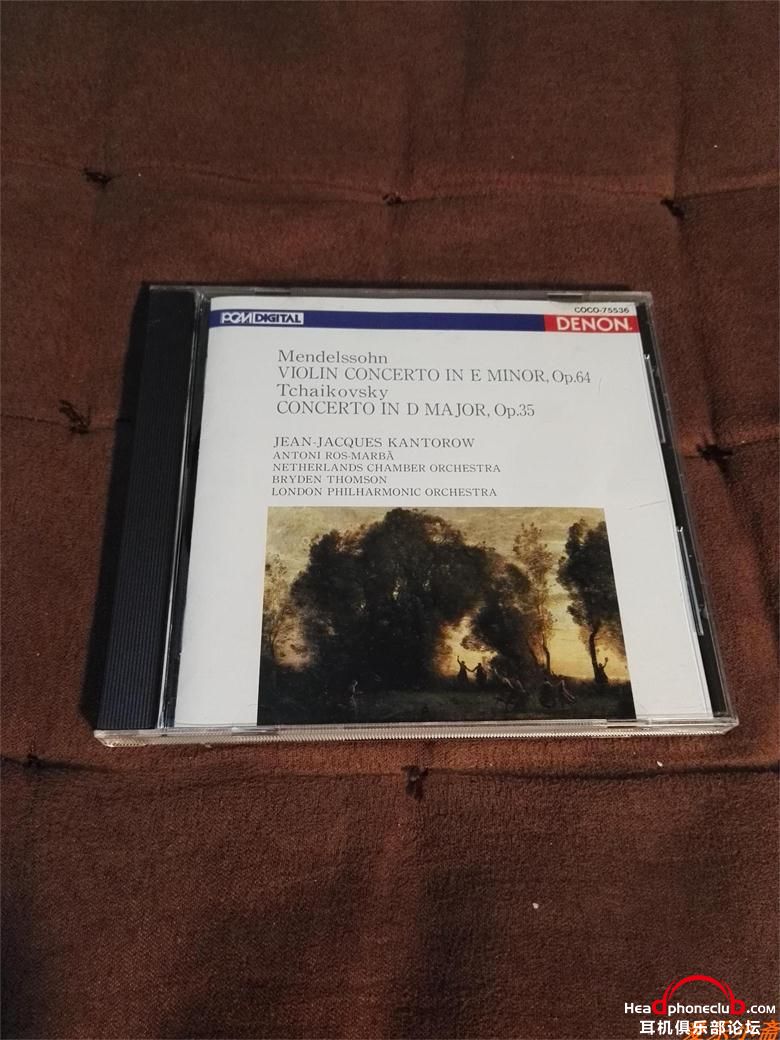 COCO-75536
PCM DIGITAL
DENON
Mendelssohn
VIOLIN CONCERTO IN E MINOR, Op.64
Tchaikovsky
CONCERTO IN D MAJOR, Op.35
JEAN-JACQUES KANTOROW
ANTONI ROS-MARBÀ
NETHERLANDS CHAMBER ORCHESTRA
BRYDEN THOMSON
LONDON PHILHARMONIC ORCHESTRA
Headphoneclub.com
耳机俱乐部论坛